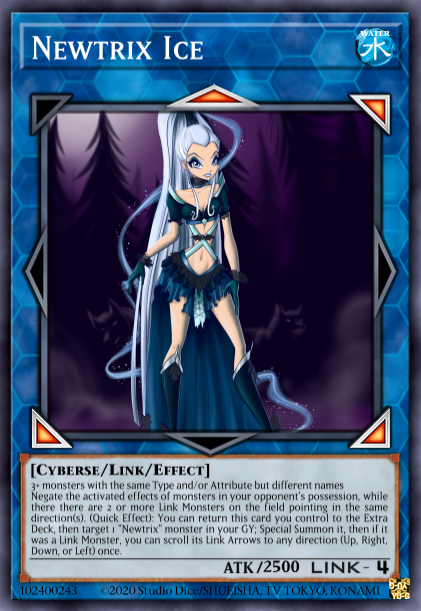 Newtrix Ice
WATER
水
[Cyberse/Link/Effect]
3+ monsters with the same Type and/or Attribute but different names
Negate the activated effects of monsters in your opponent's possession, while
there there are 2 or more Link Monsters on the field pointing in the same
direction(s). (Quick Effect): You can return this card you control to the Extra
Deck, then target 1 "Newtrix" monster in your GY; Special Summon it, then if it
was a Link Monster, you can scroll its Link Arrows to any direction (Up, Right,
Down, or Left) once.
ATK/2500 LINK-4
102400243 ©2020 Studio Dice/SHUEISHA, TV TOKYO, KONAMI